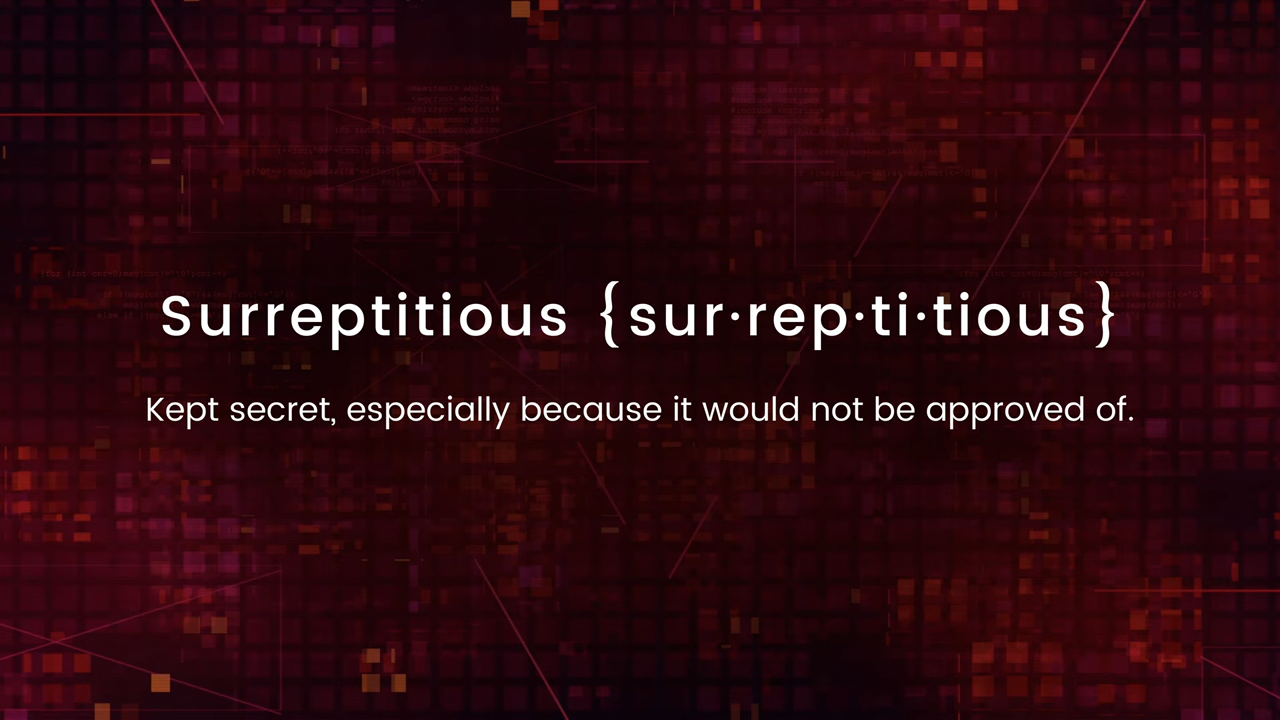 Surreptitious {sur·rep·ti·tious}
Kept secret, especially because it would not be approved of.